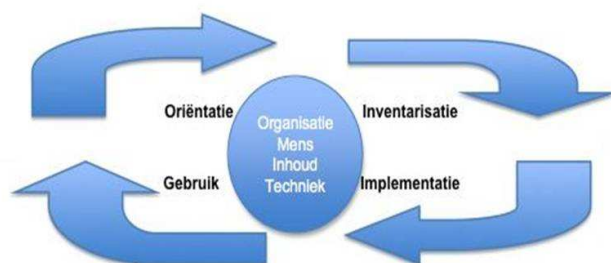 Oriëntatie
Inventarisatie
Organisatie
Mens
Inhoud
Techniek
Gebruik
Implementatie